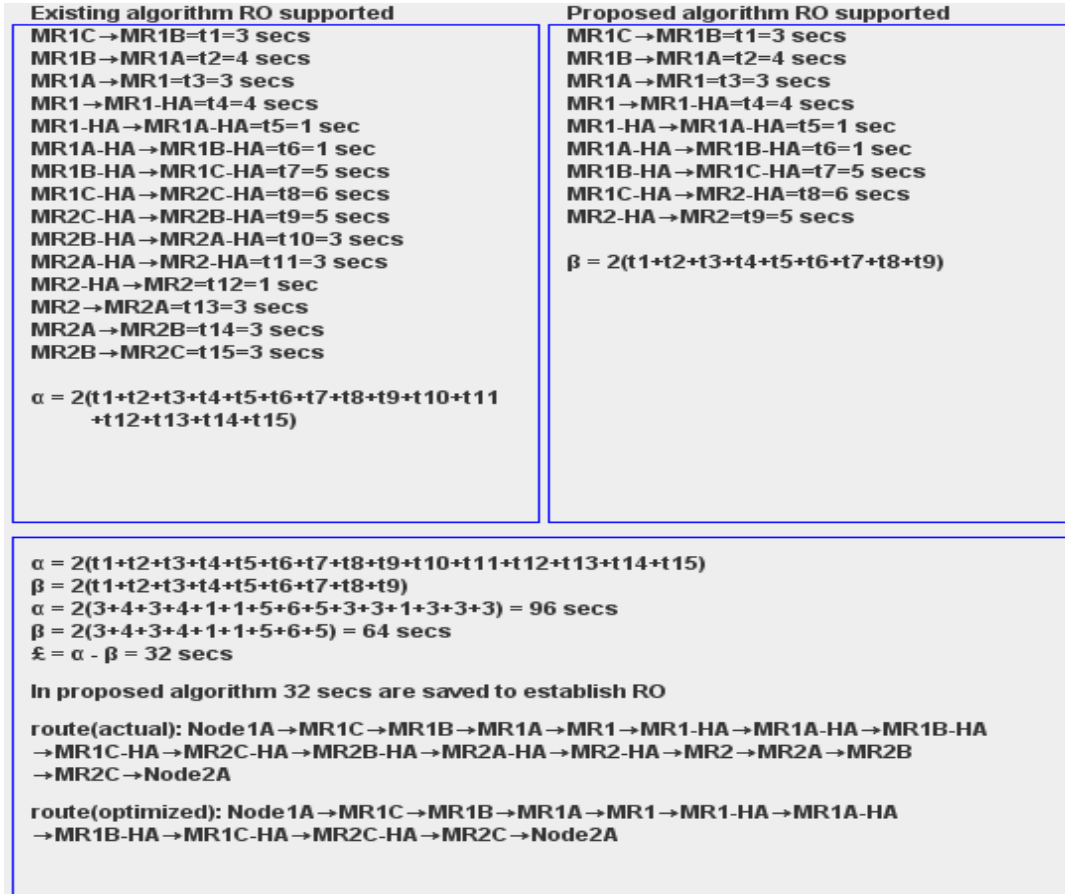 Existing algorithm RO supported
MR1C→MR1B=t1=3 secs
MR1B→MR1A=t2=4 secs
MR1A→MR1=t3=3 secs
MR1→MR1-HA=t4=4 secs
MR1-HA→MR1A-HA=t5=1 sec
MR1A-HA→MR1B-HA=t6=1 sec
MR1B-HA→MR1C-HA=t7=5 secs
MR1C-HA→MR2C-HA=t8=6 secs
MR2C-HA→MR2B-HA=t9=5 secs
MR2B-HA→MR2A-HA=t10=3 secs
MR2A-HA→MR2-HA=t11=3 secs
MR2-HA→MR2=t12=1 sec
MR2→MR2A=t13=3 secs
MR2A→MR2B=t14=3 secs
MR2B→MR2C=t15=3 secs
α = 2(t1+t2+t3+t4+t5+t6+t7+t8+t9+t10+t11
+t12+t13+t14+t15)
Proposed algorithm RO supported
MR1C→MR1B=t1=3 secs
MR1B→MR1A=t2=4 secs
MR1A→MR1=t3=3 secs
MR1→MR1-HA=t4=4 secs
MR1-HA→MR1A-HA=t5=1 sec
MR1A-HA→MR1B-HA=t6=1 sec
MR1B-HA→MR1C-HA=t7=5 secs
MR1C-HA→MR2-HA=t8=6 secs
MR2-HA→MR2=t9=5 secs
β = 2(t1+t2+t3+t4+t5+t6+t7+t8+t9)
α = 2(t1+t2+t3+t4+t5+t6+t7+t8+t9+t10+t11+t12+t13+t14+t15)
β = 2(t1+t2+t3+t4+t5+t6+t7+t8+t9)
α = 2(3+4+3+4+1+1+5+6+5+3+3+1+3+3+3) = 96 secs
β = 2(3+4+3+4+1+1+5+6+5) = 64 secs
£ = α - β = 32 secs
In proposed algorithm 32 secs are saved to establish RO
route(actual): Node1A→MR1C→MR1B→MR1A→MR1→MR1-HA→MR1A-HA→MR1B-HA
→MR1C-HA→MR2C-HA→MR2B-HA→MR2A-HA→MR2-HA→MR2→MR2A→MR2B
→MR2C→Node2A
route(optimized): Node1A→MR1C→MR1B→MR1A→MR1→MR1-HA→MR1A-HA
→MR1B-HA→MR1C-HA→MR2C-HA→MR2C→Node2A